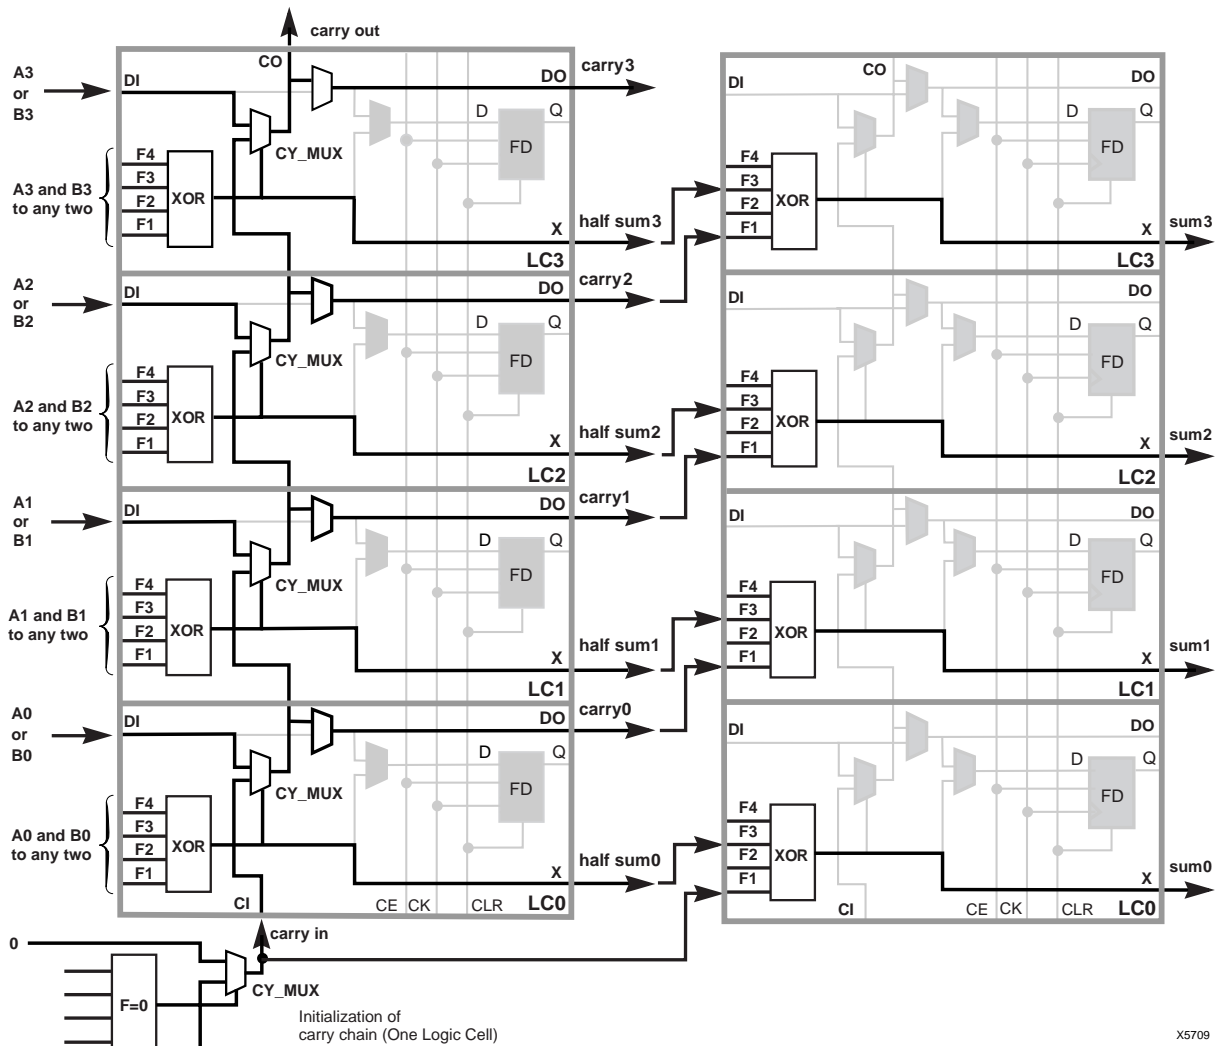 carry out
CO
A3
or
B3
DI
DO
carry3
D
Q
FD
CY_MUX
F4
F3
F2
F1
XOR
A3 and B3
to any two
half sum3
X
LC3
CO
DI
DO
D
Q
FD
F4
F3
F2
F1
XOR
X
sum3
LC3
A2
or
B2
DI
DO
carry2
D
Q
FD
CY_MUX
F4
F3
F2
F1
XOR
A2 and B2
to any two
half sum2
X
LC2
DI
DO
D
Q
FD
F4
F3
F2
F1
XOR
X
sum2
LC2
A1
or
B1
DI
DO
carry1
D
Q
FD
CY_MUX
F4
F3
F2
F1
XOR
A1 and B1
to any two
half sum1
X
LC1
DI
DO
D
Q
FD
F4
F3
F2
F1
XOR
X
sum1
LC1
A0
or
B0
DI
DO
carry0
D
Q
FD
CY_MUX
F4
F3
F2
F1
XOR
A0 and B0
to any two
half sum0
X
CI
CE
CK
CLR
LC0
DI
DO
D
Q
FD
F4
F3
F2
F1
XOR
X
sum0
CI
CE
CK
CLR
LC0
carry in
0
F=0
CY_MUX
Initialization of
carry chain (One Logic Cell)
X5709